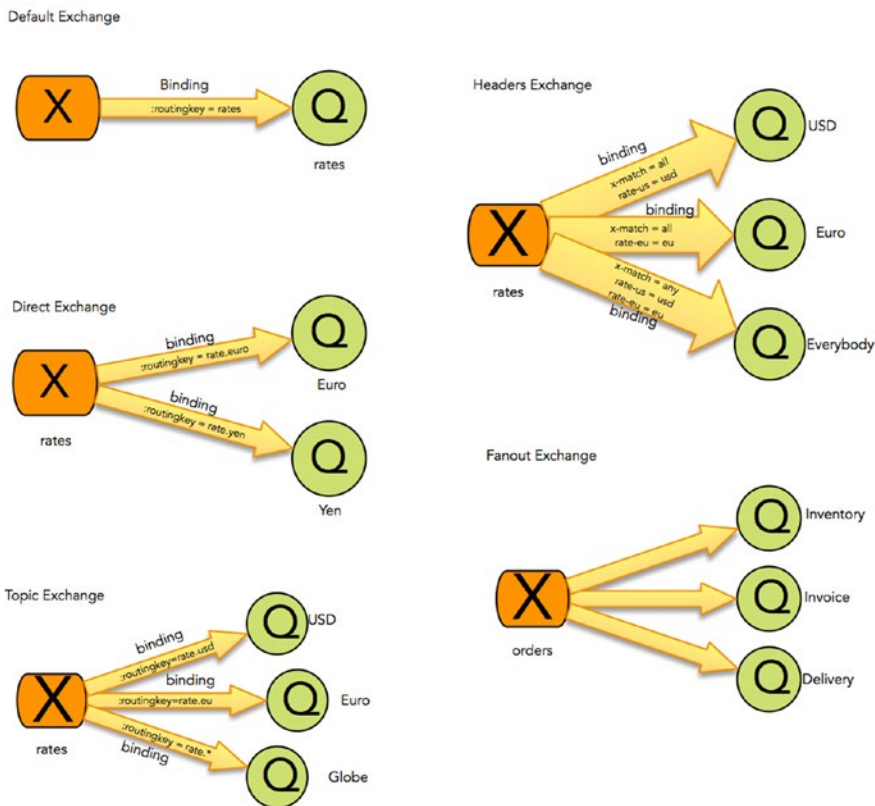 Default Exchange
X
Binding
:routingkey = rates
Q
rates
Direct Exchange
X
rates
binding
:routingkey = rate.euro
Q
Euro
binding
:routingkey = rate.yen
Q
Yen
Topic Exchange
X
rates
binding
:routingkey=rate.usd
Q
USD
binding
:routingkey=rate.eu
Q
Euro
:routingkey = rate.*
binding
Q
Globe
Headers Exchange
X
rates
binding
x-match = all
rate-us = usd
Q
USD
binding
x-match = all
rate-eu = eu
Q
Euro
x-match = any
rate-us = usd
rate-eu = eu
binding
Q
Everybody
Fanout Exchange
X
orders
Q
Inventory
Q
Invoice
Q
Delivery